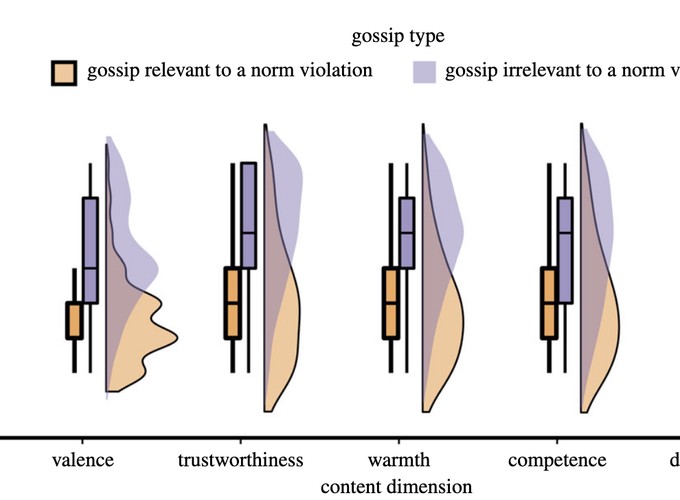 gossip type
gossip relevant to a norm violation gossip irrelevant to a norm
valence trustworthiness warmth competence
content dimension